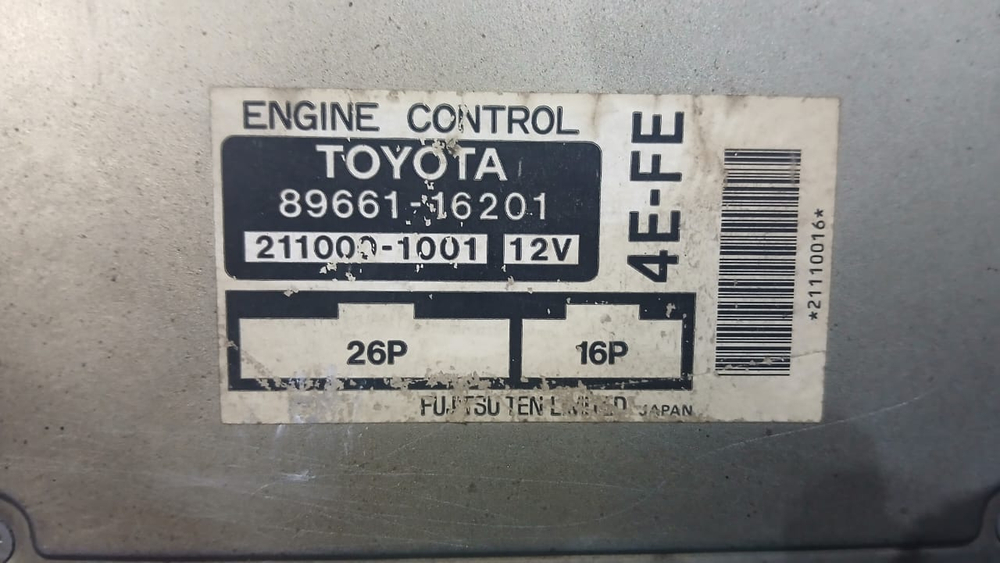 ENGINE CONTROL
TOYOTA
89661-16201
211000-1001 12V
4E-FE
26P 16P
FUJITSU TEN LIMITED JAPAN
*21110016*